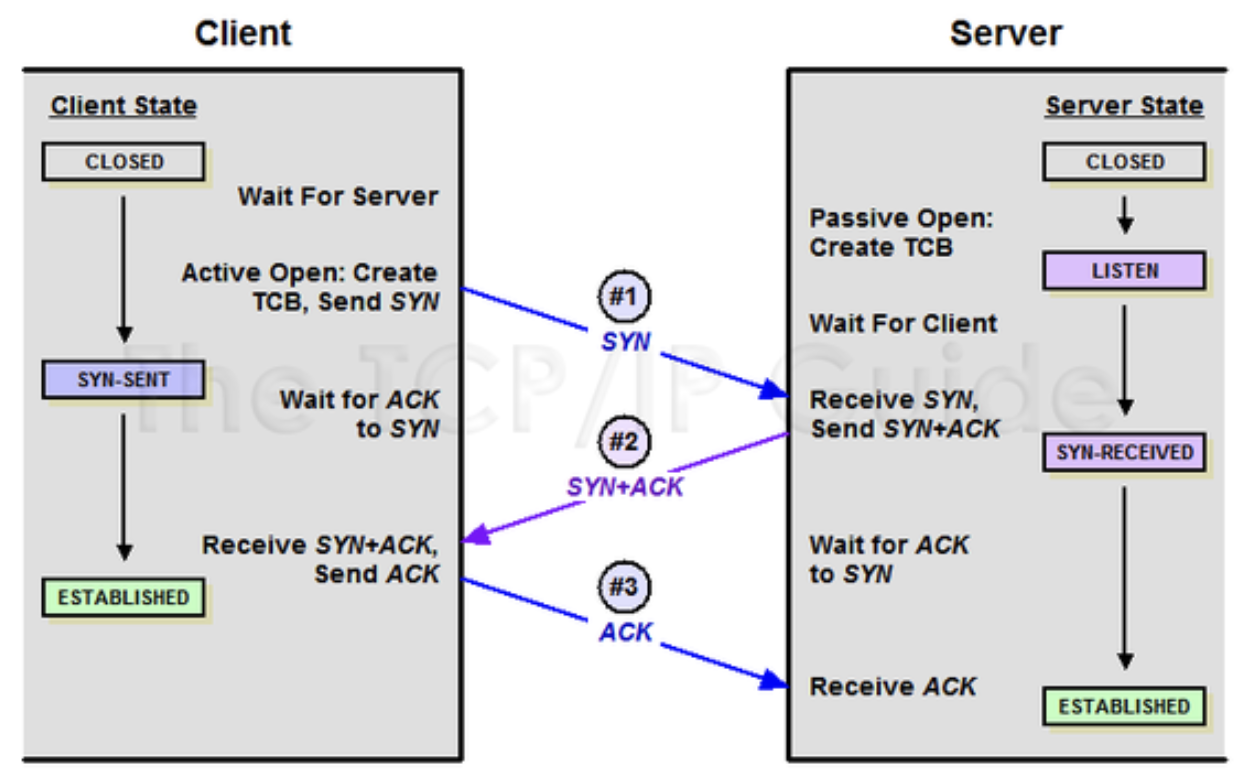 Client
Server
Client State
CLOSED
Wait For Server
Active Open: Create
TCB, Send SYN
SYN-SENT
Wait for ACK
to SYN
Receive SYN+ACK,
Send ACK
ESTABLISHED
#1
SYN
#2
SYN+ACK
#3
ACK
Server State
CLOSED
Passive Open:
Create TCB
LISTEN
Wait For Client
Receive SYN,
Send SYN+ACK
SYN-RECEIVED
Wait for ACK
to SYN
Receive ACK
ESTABLISHED
The TCP/IP Guide